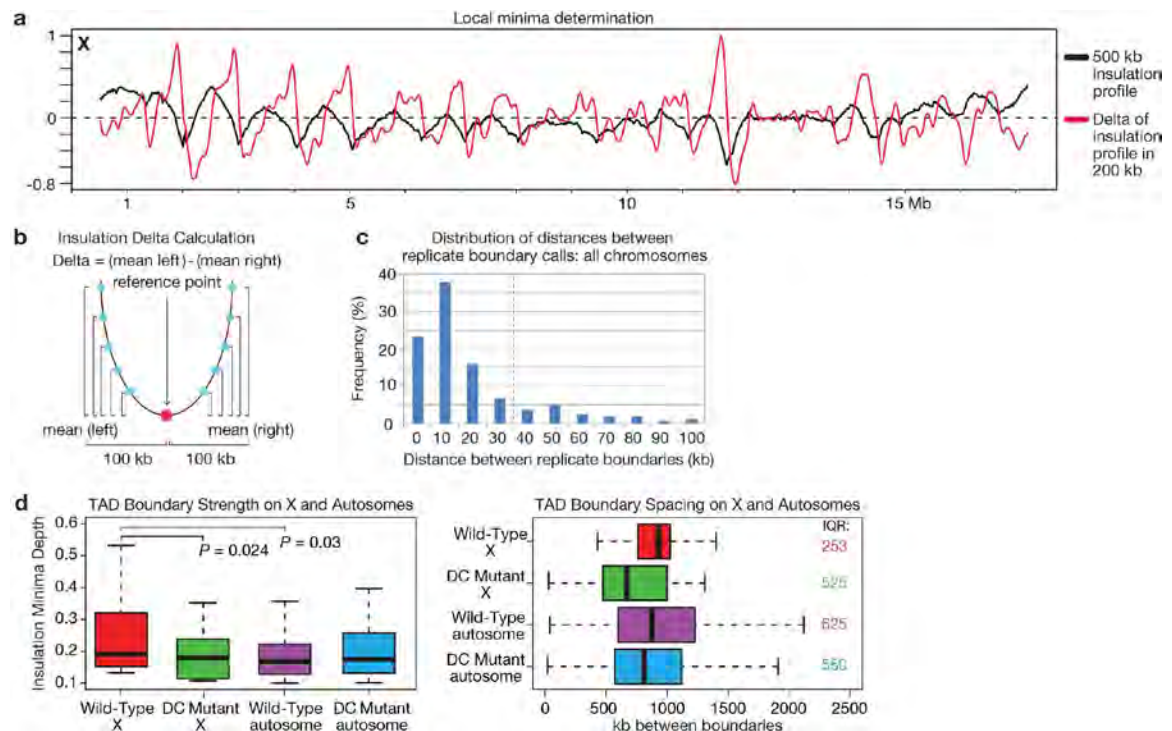 a
Local minima determination
X
1
0
-0.8
1
5
10
15 Mb
500 kb
insulation
profile
Delta of
insulation
profile in
200 kb
b
Insulation Delta Calculation
Delta = (mean left) - (mean right)
reference point
mean (left)
mean (right)
100 kb
100 kb
c
Distribution of distances between
replicate boundary calls: all chromosomes
Frequency (%)
40
30
20
10
0
0 10 20 30 40 50 60 70 80 90 100
Distance between replicate boundaries (kb)
d
TAD Boundary Strength on X and Autosomes
Insulation Minima Depth
0.6
0.5
0.4
0.3
0.2
0.1
P = 0.024
P = 0.03
Wild-Type X
DC Mutant X
Wild-Type autosome
DC Mutant autosome
TAD Boundary Spacing on X and Autosomes
IQR:
Wild-Type
X
253
DC Mutant
X
525
Wild-Type
autosome
625
DC Mutant
autosome
550
0 500 1000 1500 2000 2500
kb between boundaries